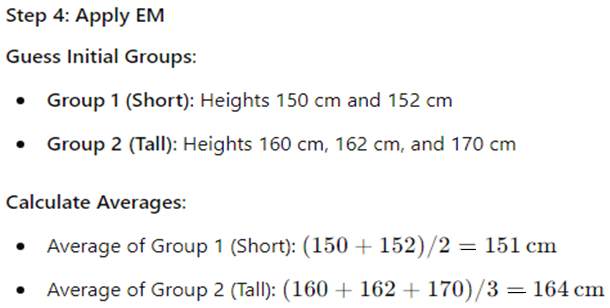 Step 4: Apply EM
Guess Initial Groups:
• Group 1 (Short): Heights 150 cm and 152 cm
• Group 2 (Tall): Heights 160 cm, 162 cm, and 170 cm
Calculate Averages:
• Average of Group 1 (Short): (150 + 152)/2 = 151 cm
• Average of Group 2 (Tall): (160 + 162 + 170)/3 = 164 cm